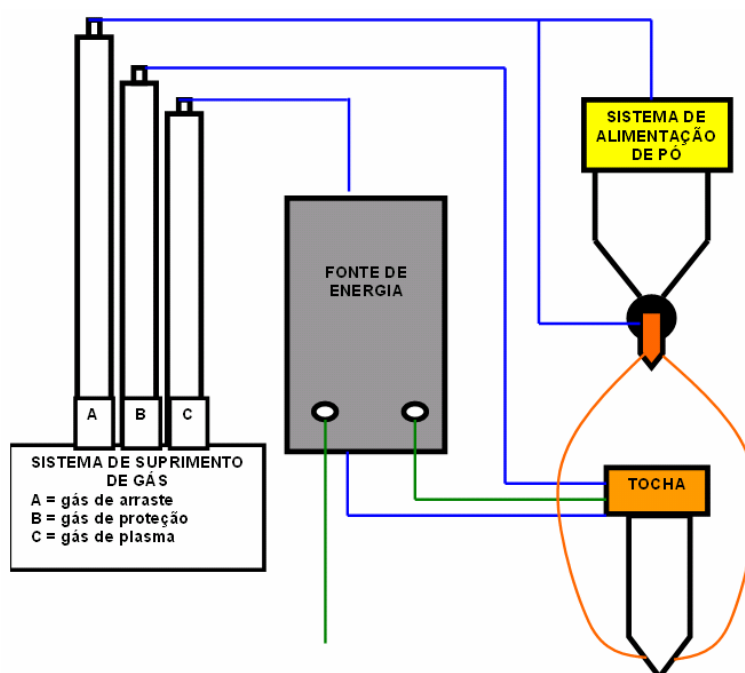 SISTEMA DE
ALIMENTAÇÃO
DE PÓ
FONTE DE
ENERGIA
A
B
C
SISTEMA DE SUPRIMENTO
DE GÁS
A = gás de arraste
B = gás de proteção
C = gás de plasma
TOCHA